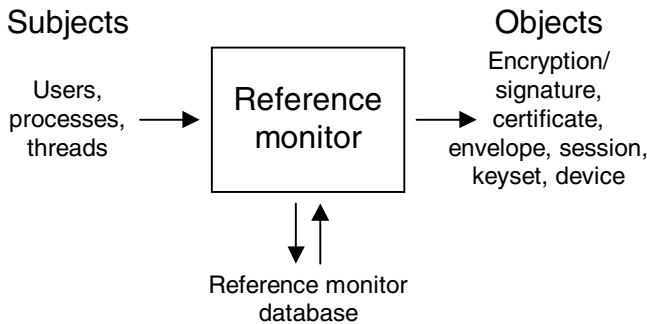 Subjects
Objects
Users,
processes,
threads
Reference
monitor
Encryption/
signature,
certificate,
envelope, session,
keyset, device
Reference monitor
database